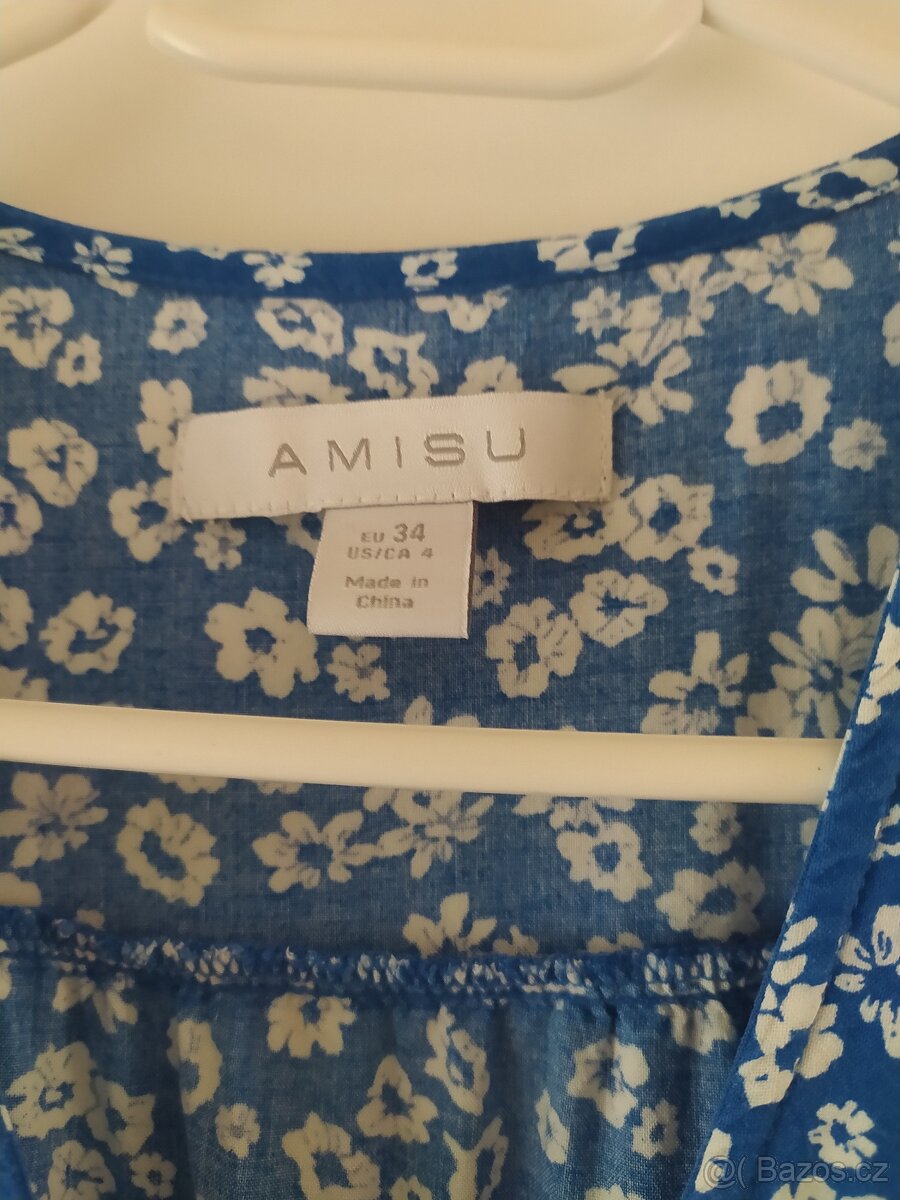 AMISU
EU 34
US/CA 4
Made in
China
@( Bazos.cz